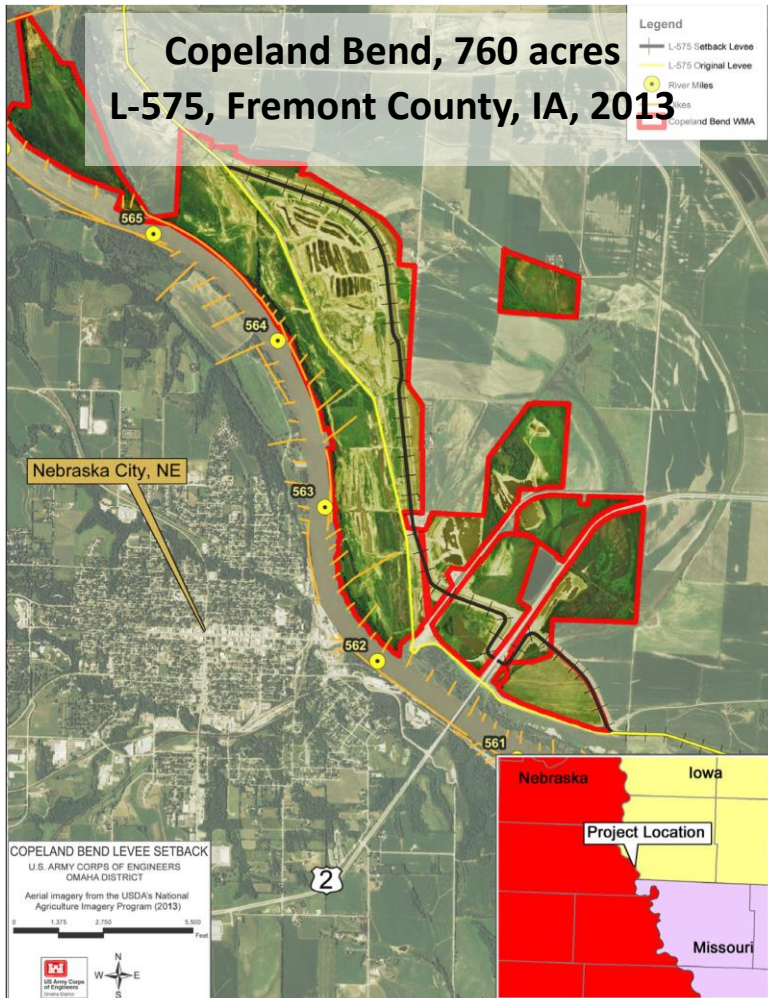 Copeland Bend, 760 acres
L-575, Fremont County, IA, 2013
Legend
L-575 Setback Levee
L-575 Original Levee
River Miles
Copeland Bend WMA
565
564
563
Nebraska City, NE
562
561
2
COPELAND BEND LEVEE SETBACK
U.S. ARMY CORPS OF ENGINEERS
OMAHA DISTRICT
Aerial imagery from the USDA's National
Agriculture Imagery Program (2013)
0 1,375 2,750 5,500
Feet
US Army Corps
of Engineers
Omaha District
N
W E
S
Nebraska
Iowa
Project Location
Missouri